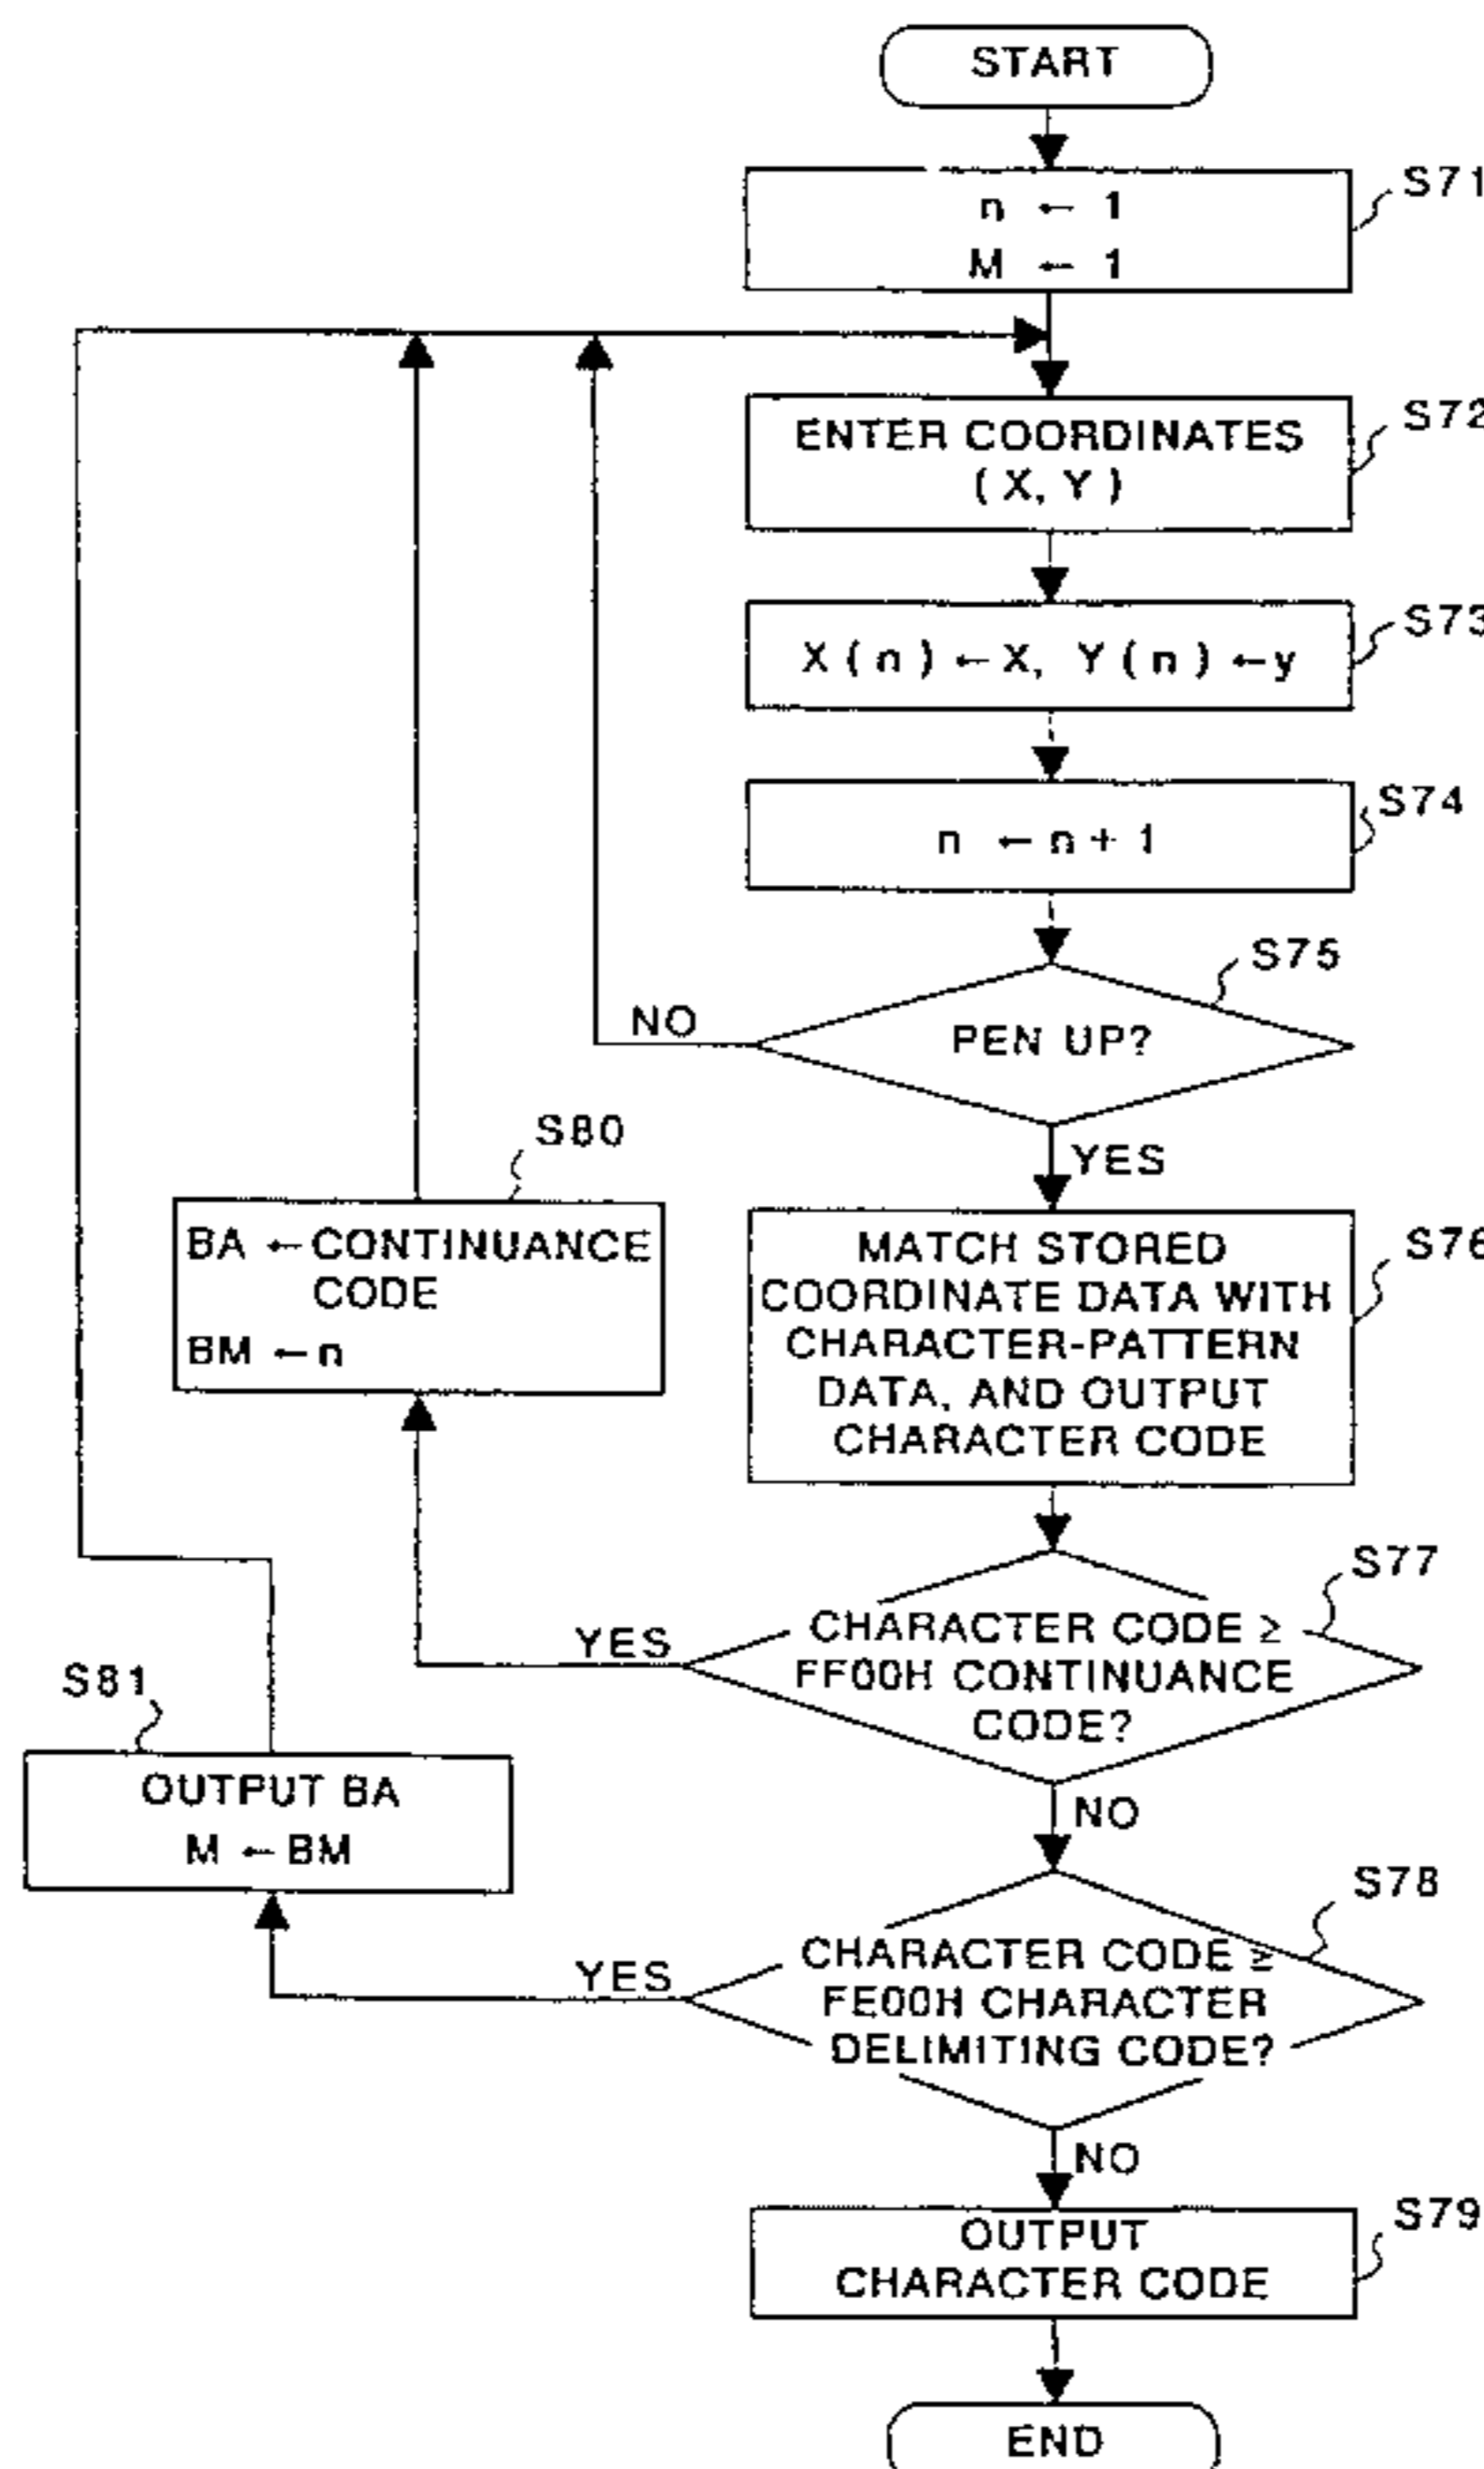 START
S71
n ← 1
M ← 1
S72
ENTER COORDINATES
( X, Y )
S73
X ( n ) ← X, Y ( n ) ← y
S74
n ← n + 1
S75
NO
PEN UP?
S80
YES
BA ← CONTINUANCE
CODE
BM ← n
S76
MATCH STORED
COORDINATE DATA WITH
CHARACTER-PATTERN
DATA, AND OUTPUT
CHARACTER CODE
S77
YES
CHARACTER CODE ≥
FF00H CONTINUANCE
CODE?
S81
OUTPUT BA
M ← BM
NO
S78
YES
CHARACTER CODE ≥
FE00H CHARACTER
DELIMITING CODE?
NO
S79
OUTPUT
CHARACTER CODE
END